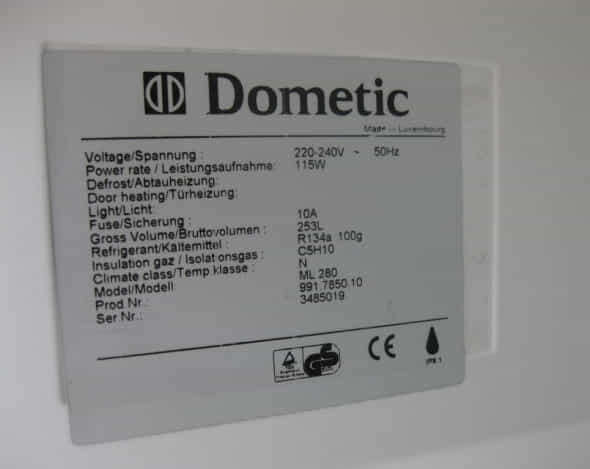 Dometic
Made in Luxembourg
Voltage/Spannung : 220-240V ~ 50Hz
Power rate / Leistungsaufnahme: 115W
Defrost/Abtauheizung:
Door heating/Türheizung:
Light/Licht:
Fuse/Sicherung : 10A
Gross Volume/Bruttovolumen : 253L
Refrigerant/Kältemittel : R134a 100g
Insulation gaz / Isolationsgas : C5H10
Climate class/Temp klasse : N
Model/Modell ML 280
Prod.Nr.: 991.7850.10
Ser Nr.: 3485019
GS
CE